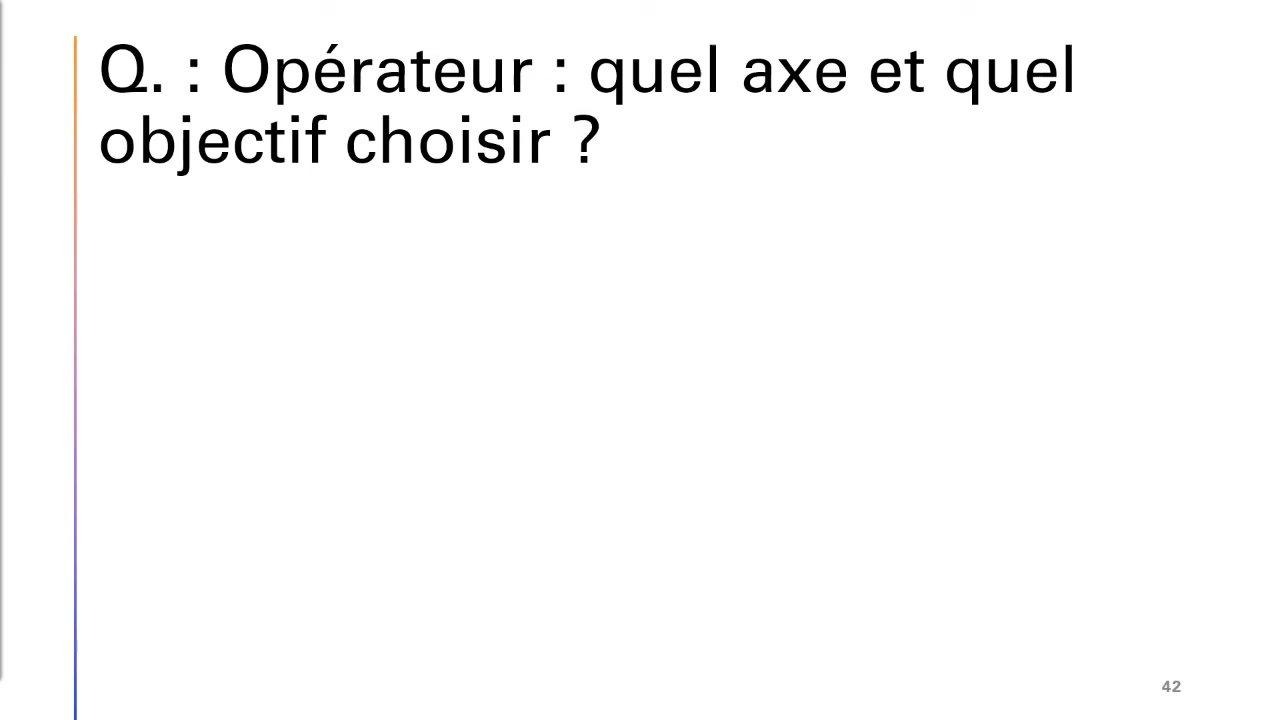 Q. : Opérateur : quel axe et quel
objectif choisir ?
42